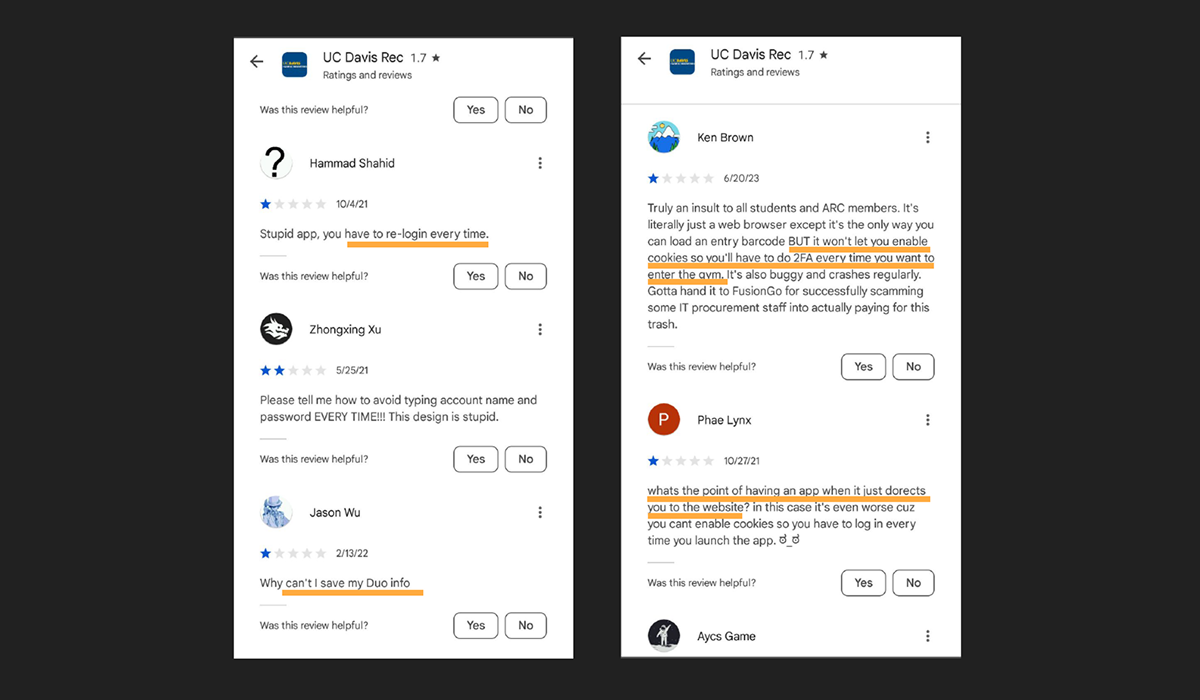 UC Davis Rec 1.7 ★
Ratings and reviews
Was this review helpful?
Yes
No
?
Hammad Shahid
10/4/21
Stupid app, you have to re-login every time.
Was this review helpful?
Yes
No
Zhongxing Xu
5/25/21
Please tell me how to avoid typing account name and
password EVERY TIME!!! This design is stupid.
Was this review helpful?
Yes
No
Jason Wu
2/13/22
Why can't I save my Duo info
Was this review helpful?
Yes
No
UC Davis Rec 1.7 ★
Ratings and reviews
Ken Brown
6/20/23
Truly an insult to all students and ARC members. It's
literally just a web browser except it's the only way you
can load an entry barcode BUT it won't let you enable
cookies so you'll have to do 2FA every time you want to
enter the gym. It's also buggy and crashes regularly.
Gotta hand it to FusionGo for successfully scamming
some IT procurement staff into actually paying for this
trash.
Was this review helpful?
Yes
No
P
Phae Lynx
10/27/21
whats the point of having an app when it just dorects
you to the website? in this case it's even worse cuz
you cant enable cookies so you have to log in every
time you launch the app. ಠ_ಠ
Was this review helpful?
Yes
No
Aycs Game